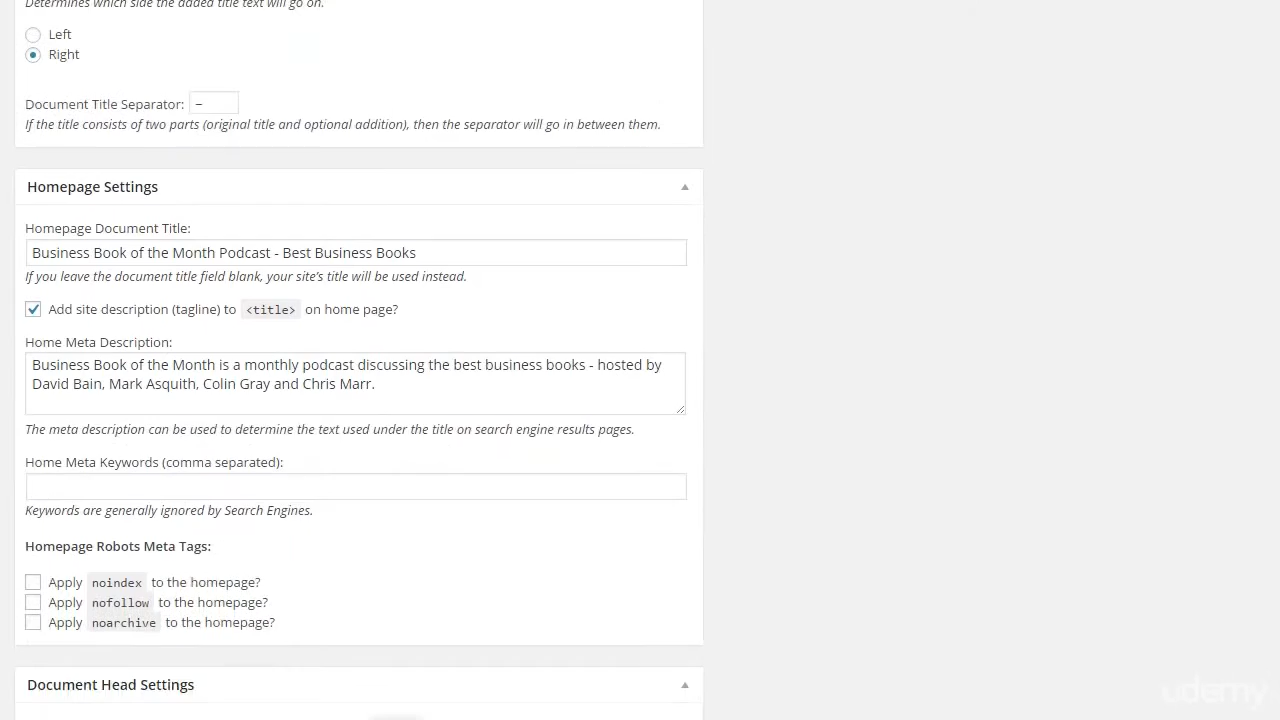 Determines which side the added title text will go on.
Left
Right
Document Title Separator: –
If the title consists of two parts (original title and optional addition), then the separator will go in between them.
Homepage Settings
Homepage Document Title:
Business Book of the Month Podcast - Best Business Books
If you leave the document title field blank, your site's title will be used instead.
Add site description (tagline) to <title> on home page?
Home Meta Description:
Business Book of the Month is a monthly podcast discussing the best business books - hosted by
David Bain, Mark Asquith, Colin Gray and Chris Marr.
The meta description can be used to determine the text used under the title on search engine results pages.
Home Meta Keywords (comma separated):
Keywords are generally ignored by Search Engines.
Homepage Robots Meta Tags:
Apply noindex to the homepage?
Apply nofollow to the homepage?
Apply noarchive to the homepage?
Document Head Settings
udemy